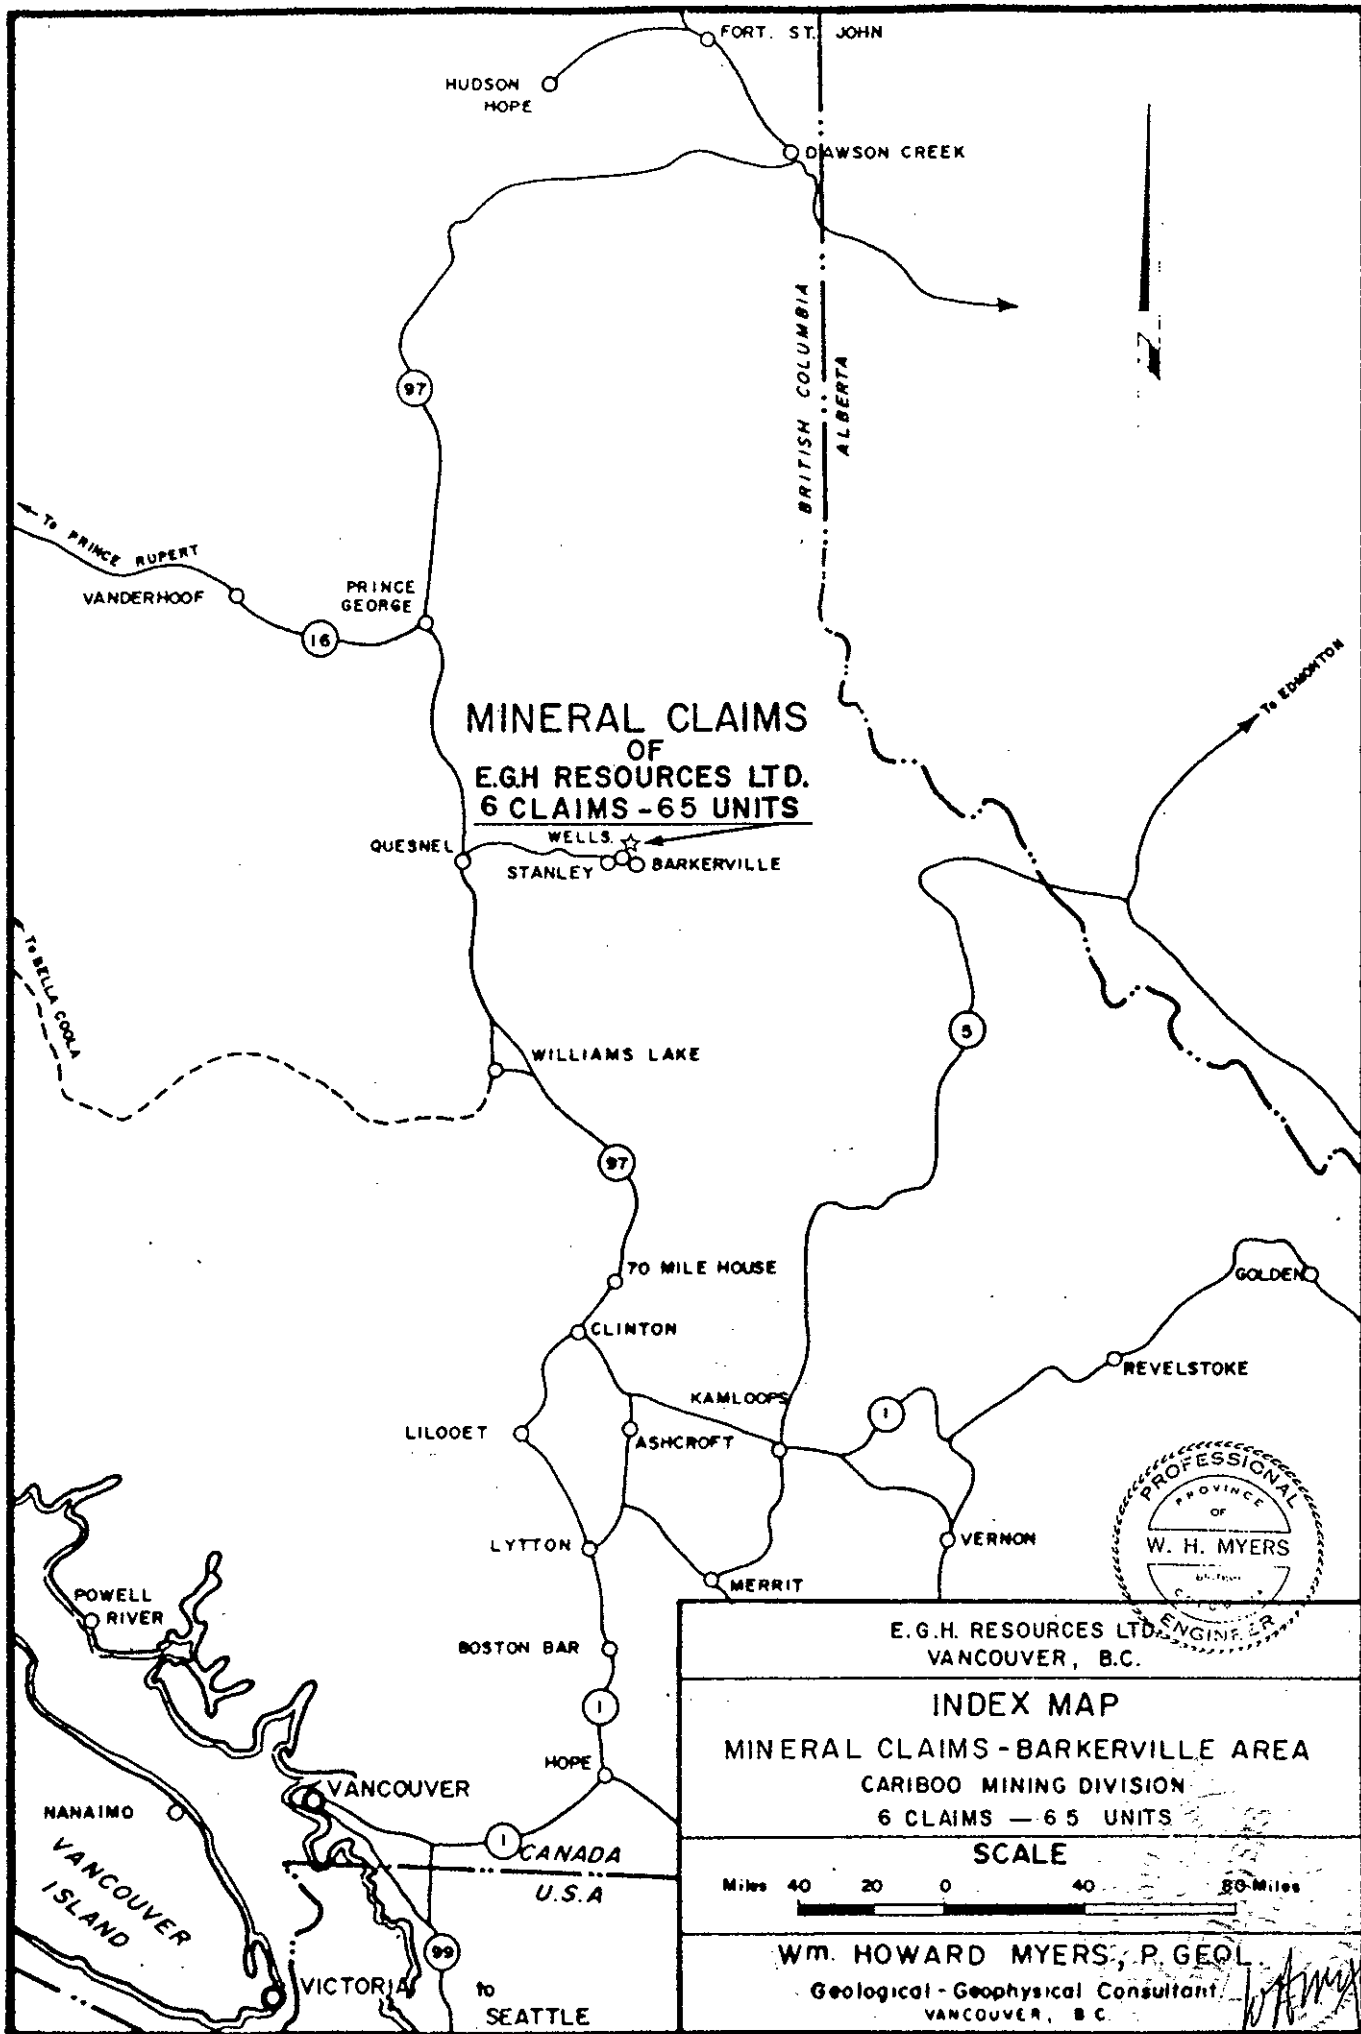 FORT. ST. JOHN
HUDSON
HOPE
DAWSON CREEK
BRITISH COLUMBIA
ALBERTA
97
To PRINCE RUPERT
VANDERHOOF
PRINCE
GEORGE
16
To EDMONTON
MINERAL CLAIMS
OF
E.G.H RESOURCES LTD.
6 CLAIMS - 65 UNITS
QUESNEL
WELLS
STANLEY
BARKERVILLE
To BELLA COOLA
5
WILLIAMS LAKE
97
70 MILE HOUSE
GOLDEN
CLINTON
REVELSTOKE
KAMLOOPS
1
LILOOET
ASHCROFT
LYTTON
VERNON
MERRIT
POWELL
RIVER
BOSTON BAR
1
HOPE
VANCOUVER
NANAIMO
1
CANADA
U.S.A
VANCOUVER
ISLAND
99
VICTORIA
to
SEATTLE
PROFESSIONAL
PROVINCE
OF
W. H. MYERS
ENGINEER
E.G.H. RESOURCES LTD.
VANCOUVER, B.C.
INDEX MAP
MINERAL CLAIMS - BARKERVILLE AREA
CARIBOO MINING DIVISION
6 CLAIMS — 65 UNITS
SCALE
Miles 40 20 0 40 80 Miles
Wm. HOWARD MYERS, P. GEOL.
Geological - Geophysical Consultant
VANCOUVER, B.C.